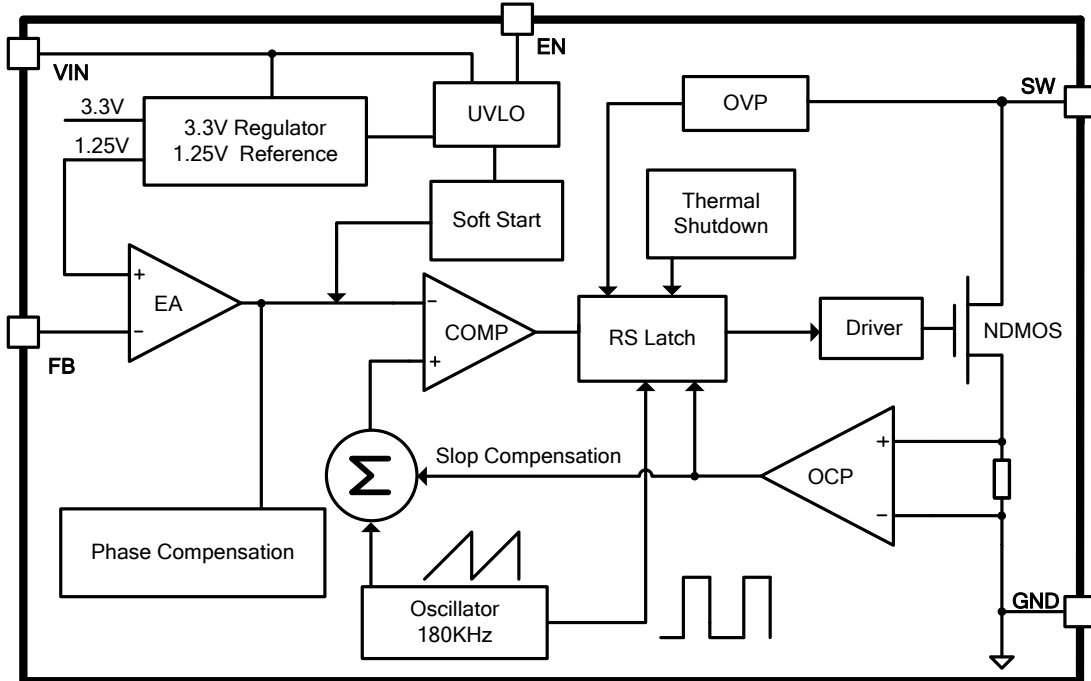 EN
VIN
SW
3.3V
1.25V
3.3V Regulator
1.25V Reference
UVLO
OVP
Soft Start
Thermal
Shutdown
+
EA
−
FB
−
COMP
+
RS Latch
Driver
NDMOS
Slop Compensation
Σ
+
OCP
−
Phase Compensation
Oscillator
180KHz
GND